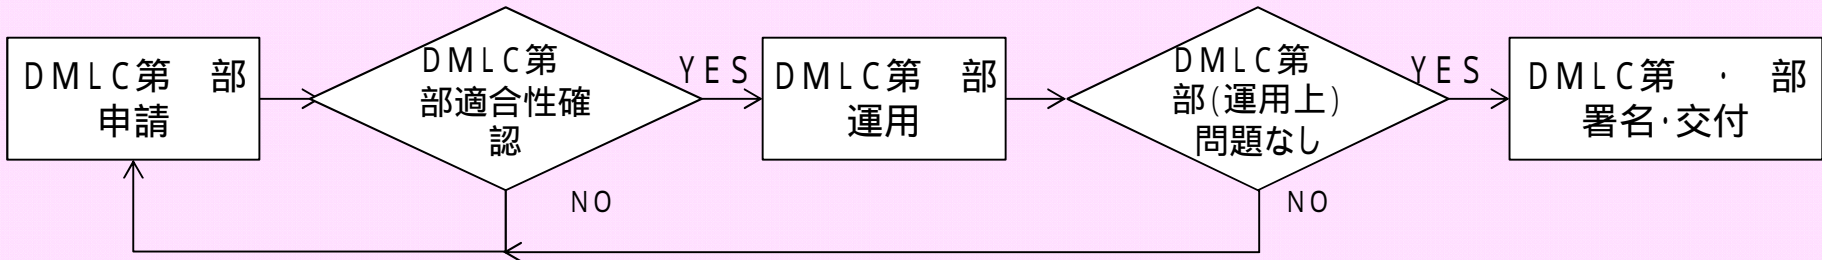 DMLC第　部
申請
DMLC第
部適合性確
認
YES
NO
DMLC第　部
運用
DMLC第
部(運用上)
問題なし
YES
NO
DMLC第　・　部
署名・交付